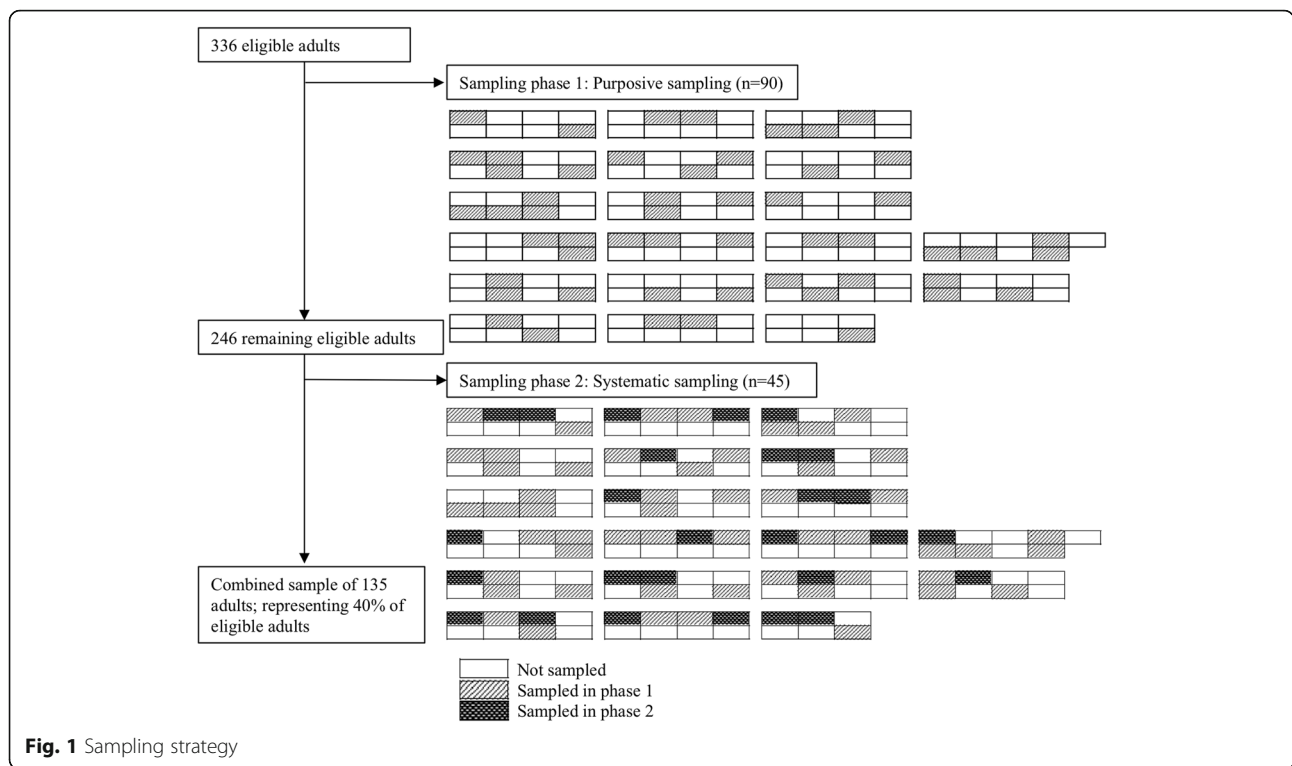 336 eligible adults
Sampling phase 1: Purposive sampling (n=90)
246 remaining eligible adults
Sampling phase 2: Systematic sampling (n=45)
Combined sample of 135
adults; representing 40% of
eligible adults
Not sampled
Sampled in phase 1
Sampled in phase 2
Fig. 1 Sampling strategy